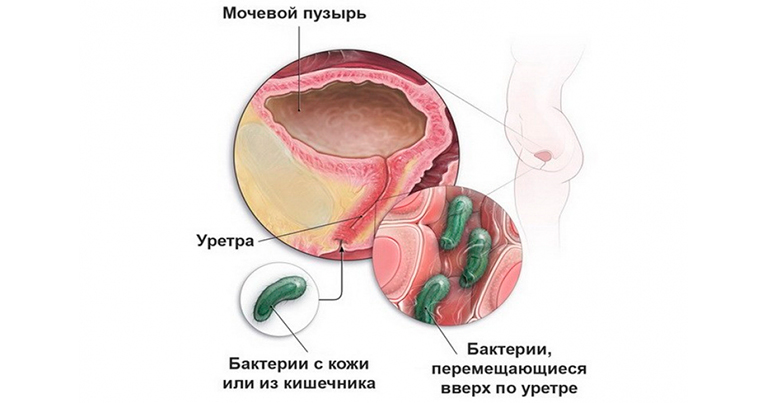 Мочевой пузырь
Уретра
Бактерии с кожи
или из кишечника
Бактерии,
перемещающиеся
вверх по уретре